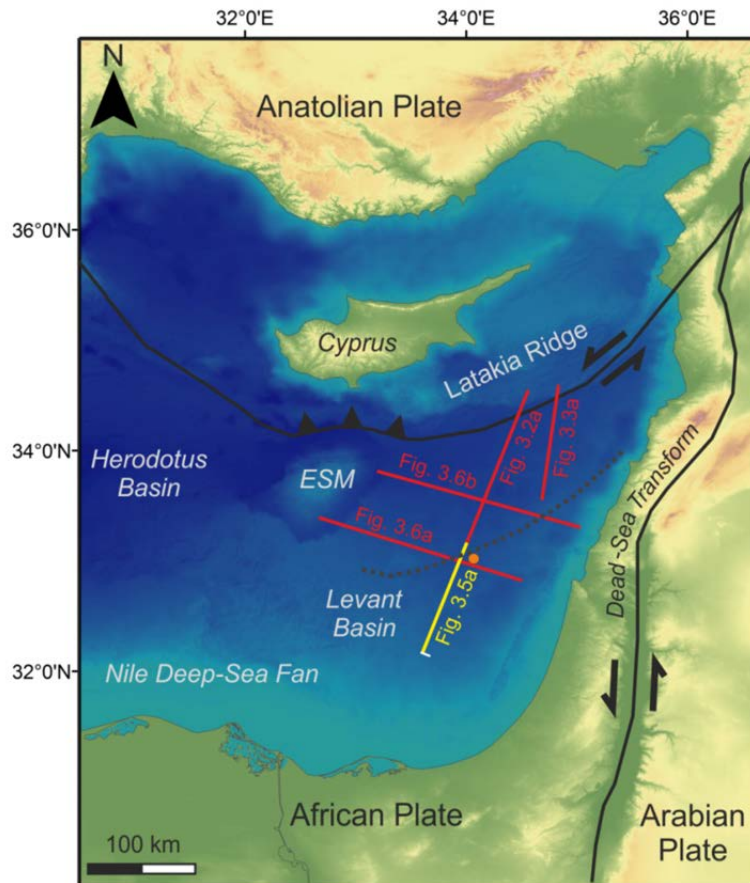 32°0'E
34°0'E
36°0'E
N
Anatolian Plate
36°0'N
Cyprus
Latakia Ridge
34°0'N
Herodotus
Basin
ESM
Fig. 3.2a
Fig. 3.3a
Fig. 3.6b
Fig. 3.6a
Dead-Sea Transform
Levant
Basin
Fig. 3.5a
32°0'N
Nile Deep-Sea Fan
African Plate
Arabian
Plate
100 km